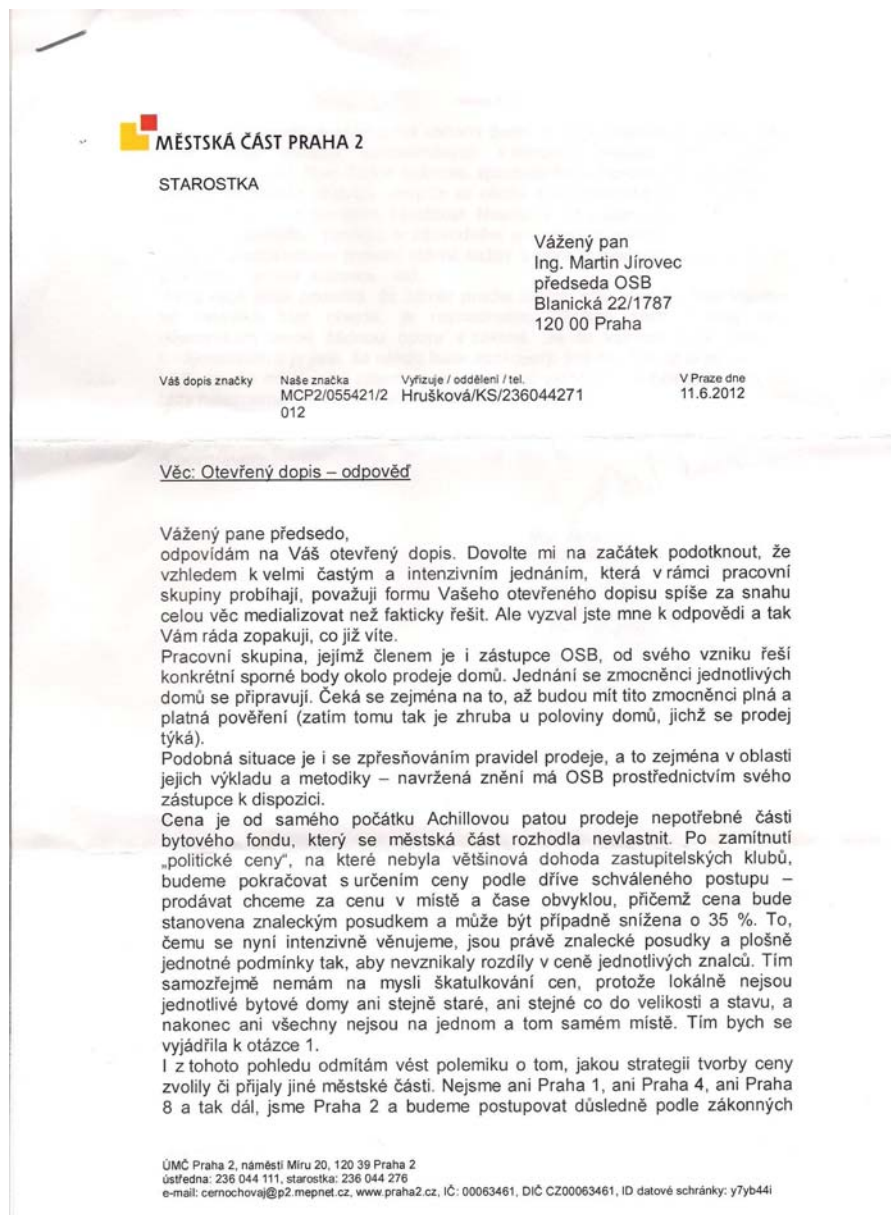 MĚSTSKÁ ČÁST PRAHA 2
STAROSTKA
Vážený pan
Ing. Martin Jírovec
předseda OSB
Blanická 22/1787
120 00 Praha
Váš dopis značky
Naše značka
MCP2/055421/2
012
Vyřizuje / oddělení / tel.
Hrušková/KS/236044271
V Praze dne
11.6.2012
Věc: Otevřený dopis – odpověď
Vážený pane předsedo,
odpovídám na Váš otevřený dopis. Dovolte mi na začátek podotknout, že
vzhledem k velmi častým a intenzivním jednáním, která v rámci pracovní
skupiny probíhají, považuji formu Vašeho otevřeného dopisu spíše za snahu
celou věc medializovat než fakticky řešit. Ale vyzval jste mne k odpovědi a tak
Vám ráda zopakuji, co již víte.
Pracovní skupina, jejímž členem je i zástupce OSB, od svého vzniku řeší
konkrétní sporné body okolo prodeje domů. Jednání se zmocněnci jednotlivých
domů se připravují. Čeká se zejména na to, až budou mít tito zmocněnci plná a
platná pověření (zatím tomu tak je zhruba u poloviny domů, jichž se prodej
týká).
Podobná situace je i se zpřesňováním pravidel prodeje, a to zejména v oblasti
jejich výkladu a metodiky – navržená znění má OSB prostřednictvím svého
zástupce k dispozici.
Cena je od samého počátku Achillovou patou prodeje nepotřebné části
bytového fondu, který se městská část rozhodla nevlastnit. Po zamítnutí
„politické ceny“, na které nebyla většinová dohoda zastupitelských klubů,
budeme pokračovat s určením ceny podle dříve schváleného postupu –
prodávat chceme za cenu v místě a čase obvyklou, přičemž cena bude
stanovena znaleckým posudkem a může být případně snížena o 35 %. To,
čemu se nyní intenzivně věnujeme, jsou právě znalecké posudky a plošně
jednotné podmínky tak, aby nevznikaly rozdíly v ceně jednotlivých znalců. Tím
samozřejmě nemám na mysli škatulkování cen, protože lokálně nejsou
jednotlivé bytové domy ani stejně staré, ani stejné co do velikosti a stavu, a
nakonec ani všechny nejsou na jednom a tom samém místě. Tím bych se
vyjádřila k otázce 1.
I z tohoto pohledu odmítám vést polemiku o tom, jakou strategii tvorby ceny
zvolily či přijaly jiné městské části. Nejsme ani Praha 1, ani Praha 4, ani Praha
8 a tak dál, jsme Praha 2 a budeme postupovat důsledně podle zákonných
ÚMČ Praha 2, náměstí Míru 20, 120 39 Praha 2
ústředna: 236 044 111, starostka: 236 044 276
e-mail: cernochovaj@p2.mepnet.cz, www.praha2.cz, IČ: 00063461, DIČ CZ00063461, ID datové schránky: y7yb44i